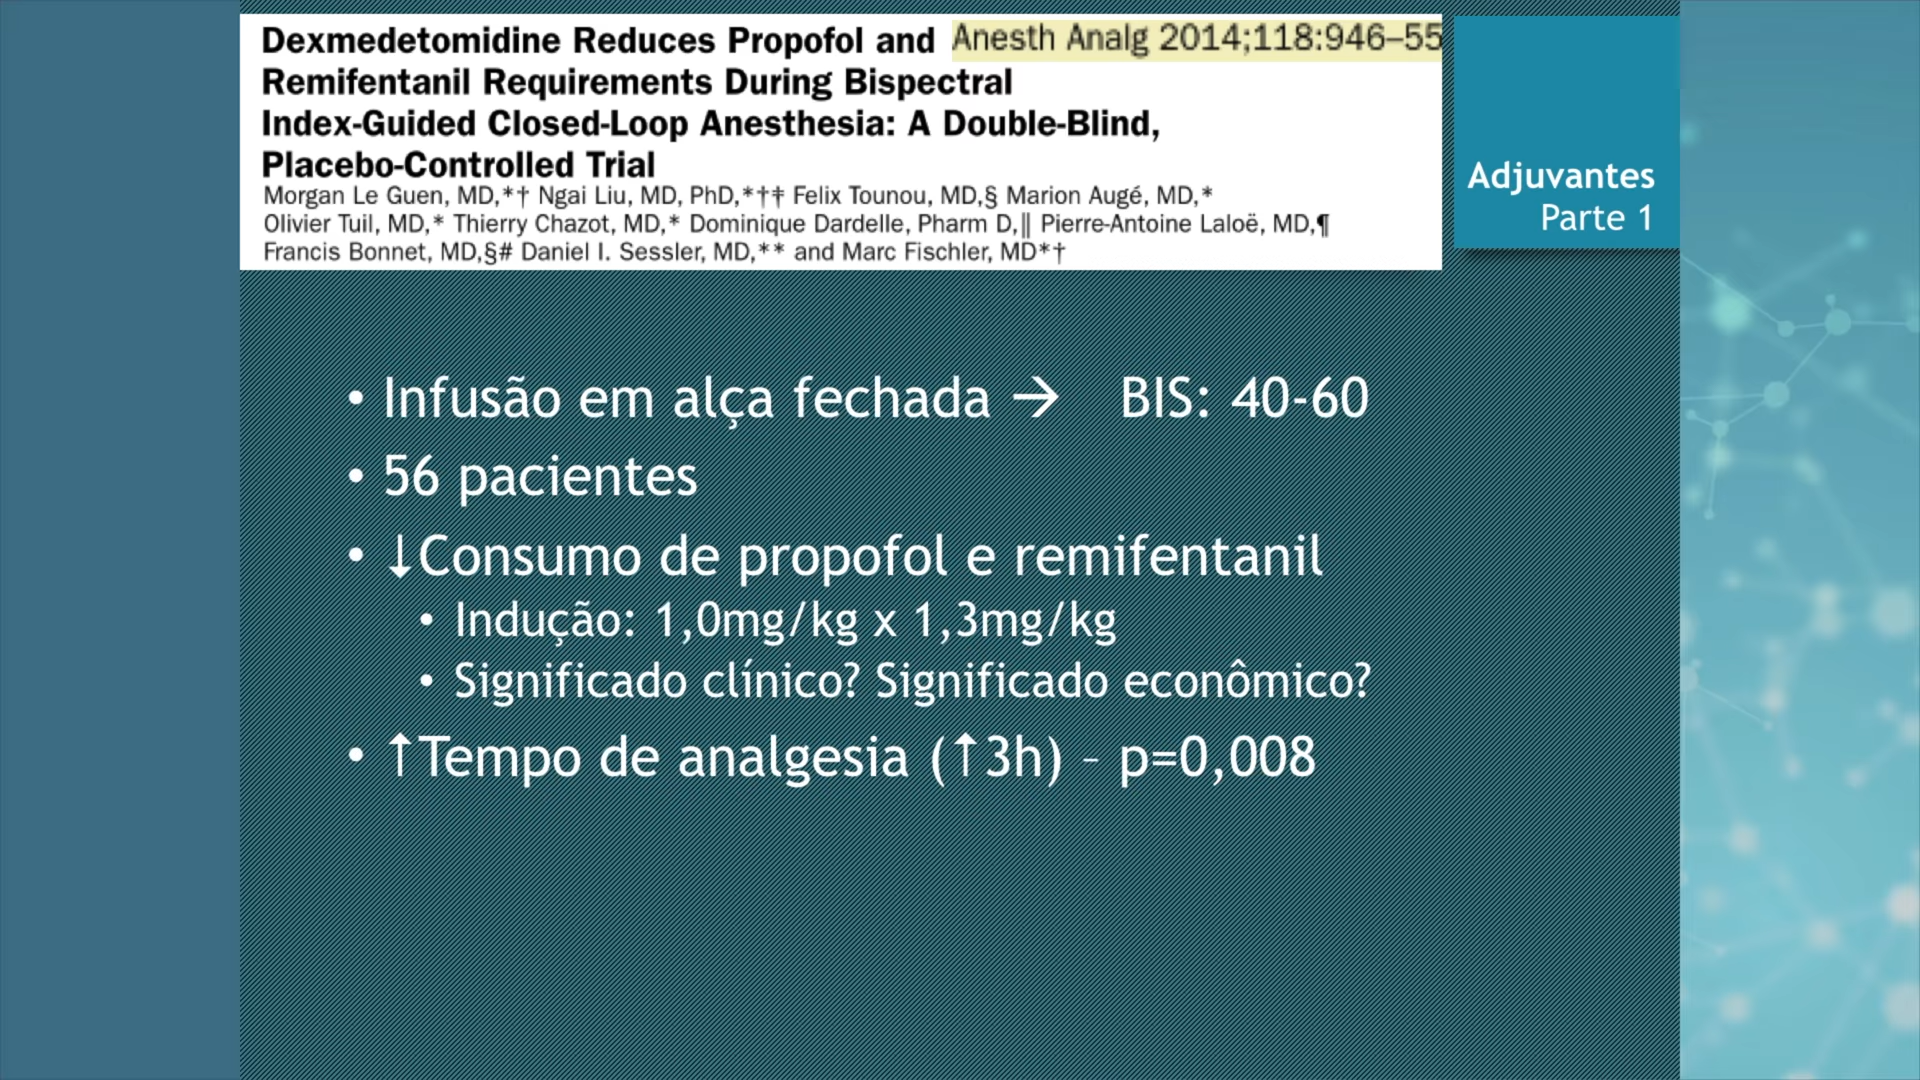 Dexmedetomidine Reduces Propofol and Anesth Analg 2014;118:946–55
Remifentanil Requirements During Bispectral
Index-Guided Closed-Loop Anesthesia: A Double-Blind,
Placebo-Controlled Trial
Morgan Le Guen, MD,*† Ngai Liu, MD, PhD,*†‡ Felix Tounou, MD,§ Marion Augé, MD,*
Olivier Tuil, MD,* Thierry Chazot, MD,* Dominique Dardelle, Pharm D,‖ Pierre-Antoine Laloë, MD,¶
Francis Bonnet, MD,§# Daniel I. Sessler, MD,** and Marc Fischler, MD*†
Adjuvantes
Parte 1
• Infusão em alça fechada → BIS: 40-60
• 56 pacientes
• ↓Consumo de propofol e remifentanil
• Indução: 1,0mg/kg x 1,3mg/kg
• Significado clínico? Significado econômico?
• ↑Tempo de analgesia (↑3h) – p=0,008